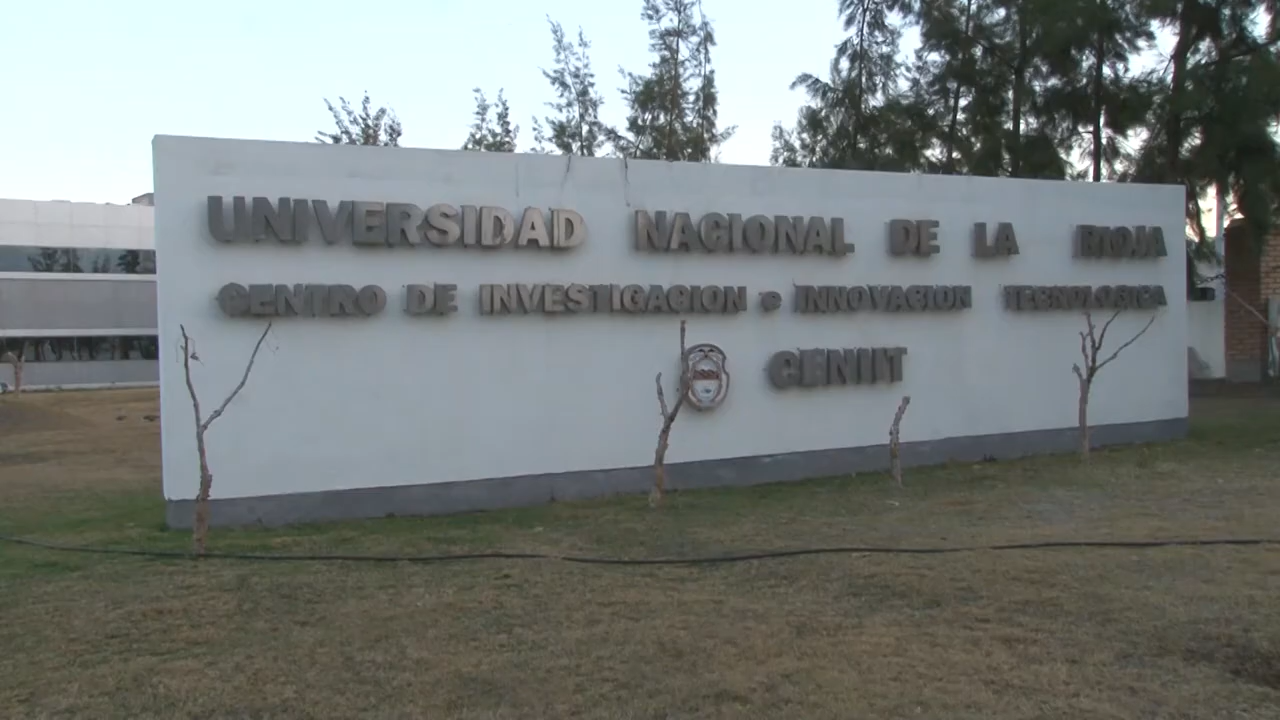 UNIVERSIDAD NACIONAL DE LA RIOJA
CENTRO DE INVESTIGACION e INNOVACION TECNOLOGICA
CENIIT